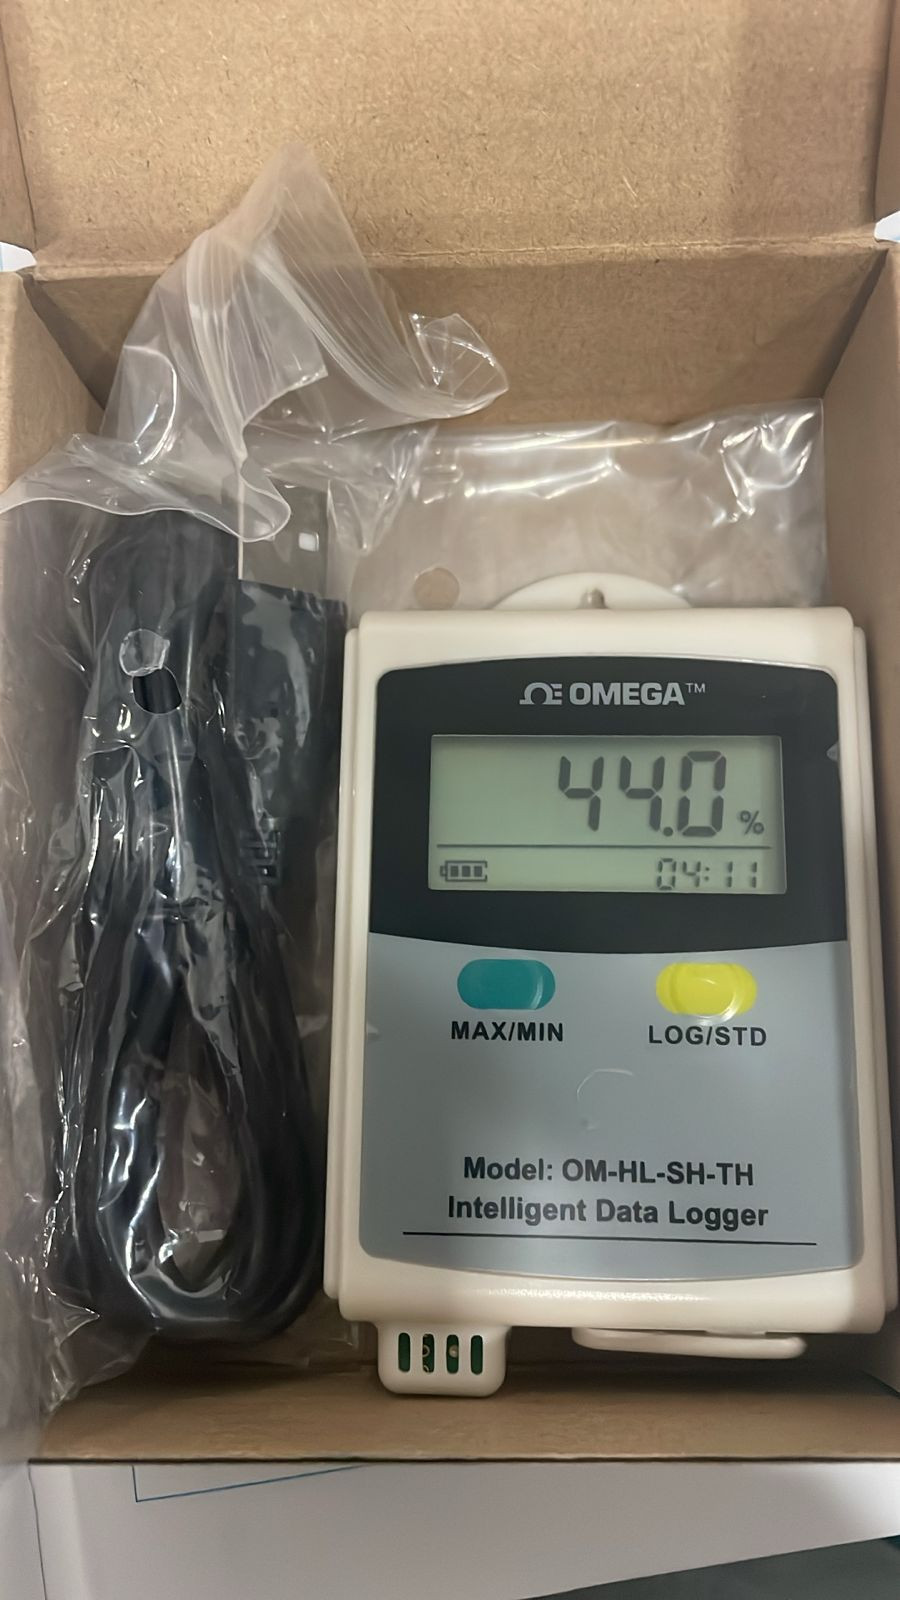 OMEGA™
44.0 %
04:11
MAX/MIN LOG/STD
Model: OM-HL-SH-TH
Intelligent Data Logger